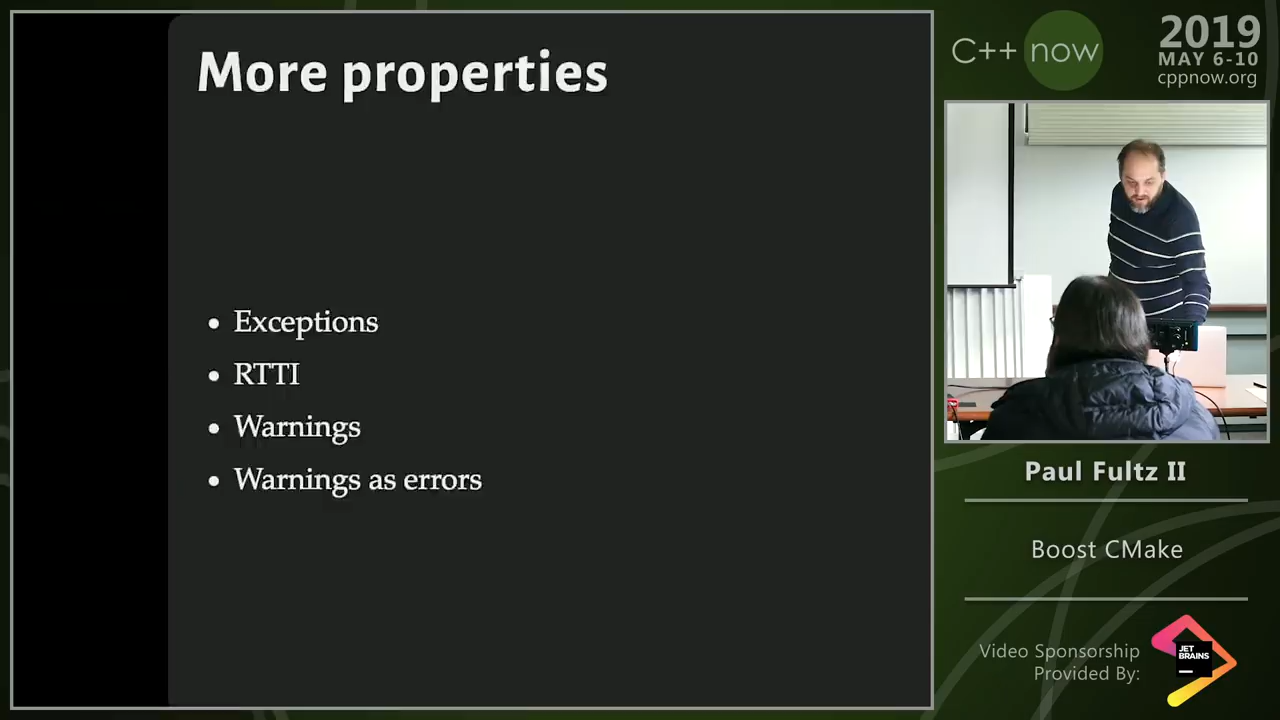 More properties
Exceptions
RTTI
Warnings
Warnings as errors
C++ now
2019
MAY 6-10
cppnow.org
Paul Fultz II
Boost CMake
Video Sponsorship
Provided By:
JET
BRAINS